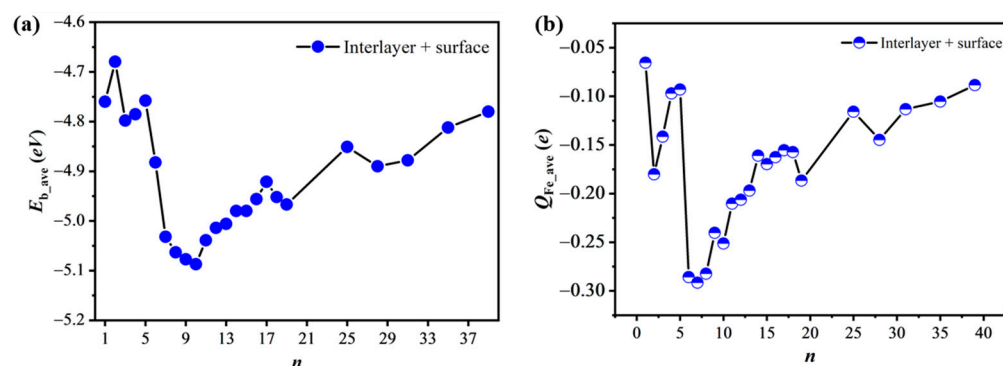 (a)
Interlayer + surface
E_b_ave (eV)
−4.6
−4.7
−4.8
−4.9
−5.0
−5.1
−5.2
1 5 9 13 17 21 25 29 33 37
n
(b)
Interlayer + surface
Q_Fe_ave (e)
−0.05
−0.10
−0.15
−0.20
−0.25
−0.30
0 5 10 15 20 25 30 35 40
n